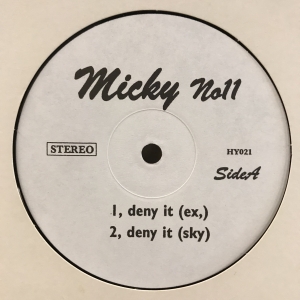 Micky No11
STEREO
HY021
SideA
1, deny it (ex,)
2, deny it (sky)